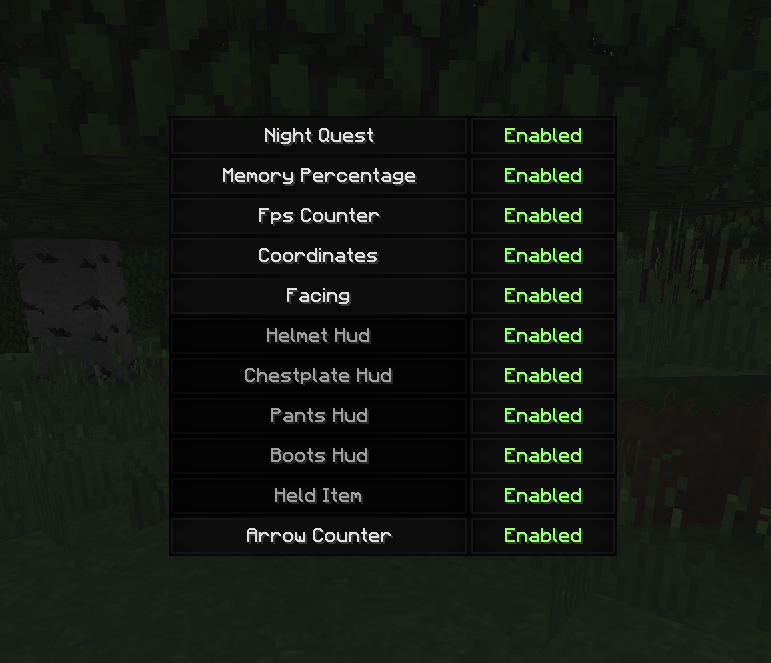 Night Quest Enabled
Memory Percentage Enabled
Fps Counter Enabled
Coordinates Enabled
Facing Enabled
Helmet Hud Enabled
Chestplate Hud Enabled
Pants Hud Enabled
Boots Hud Enabled
Held Item Enabled
Arrow Counter Enabled